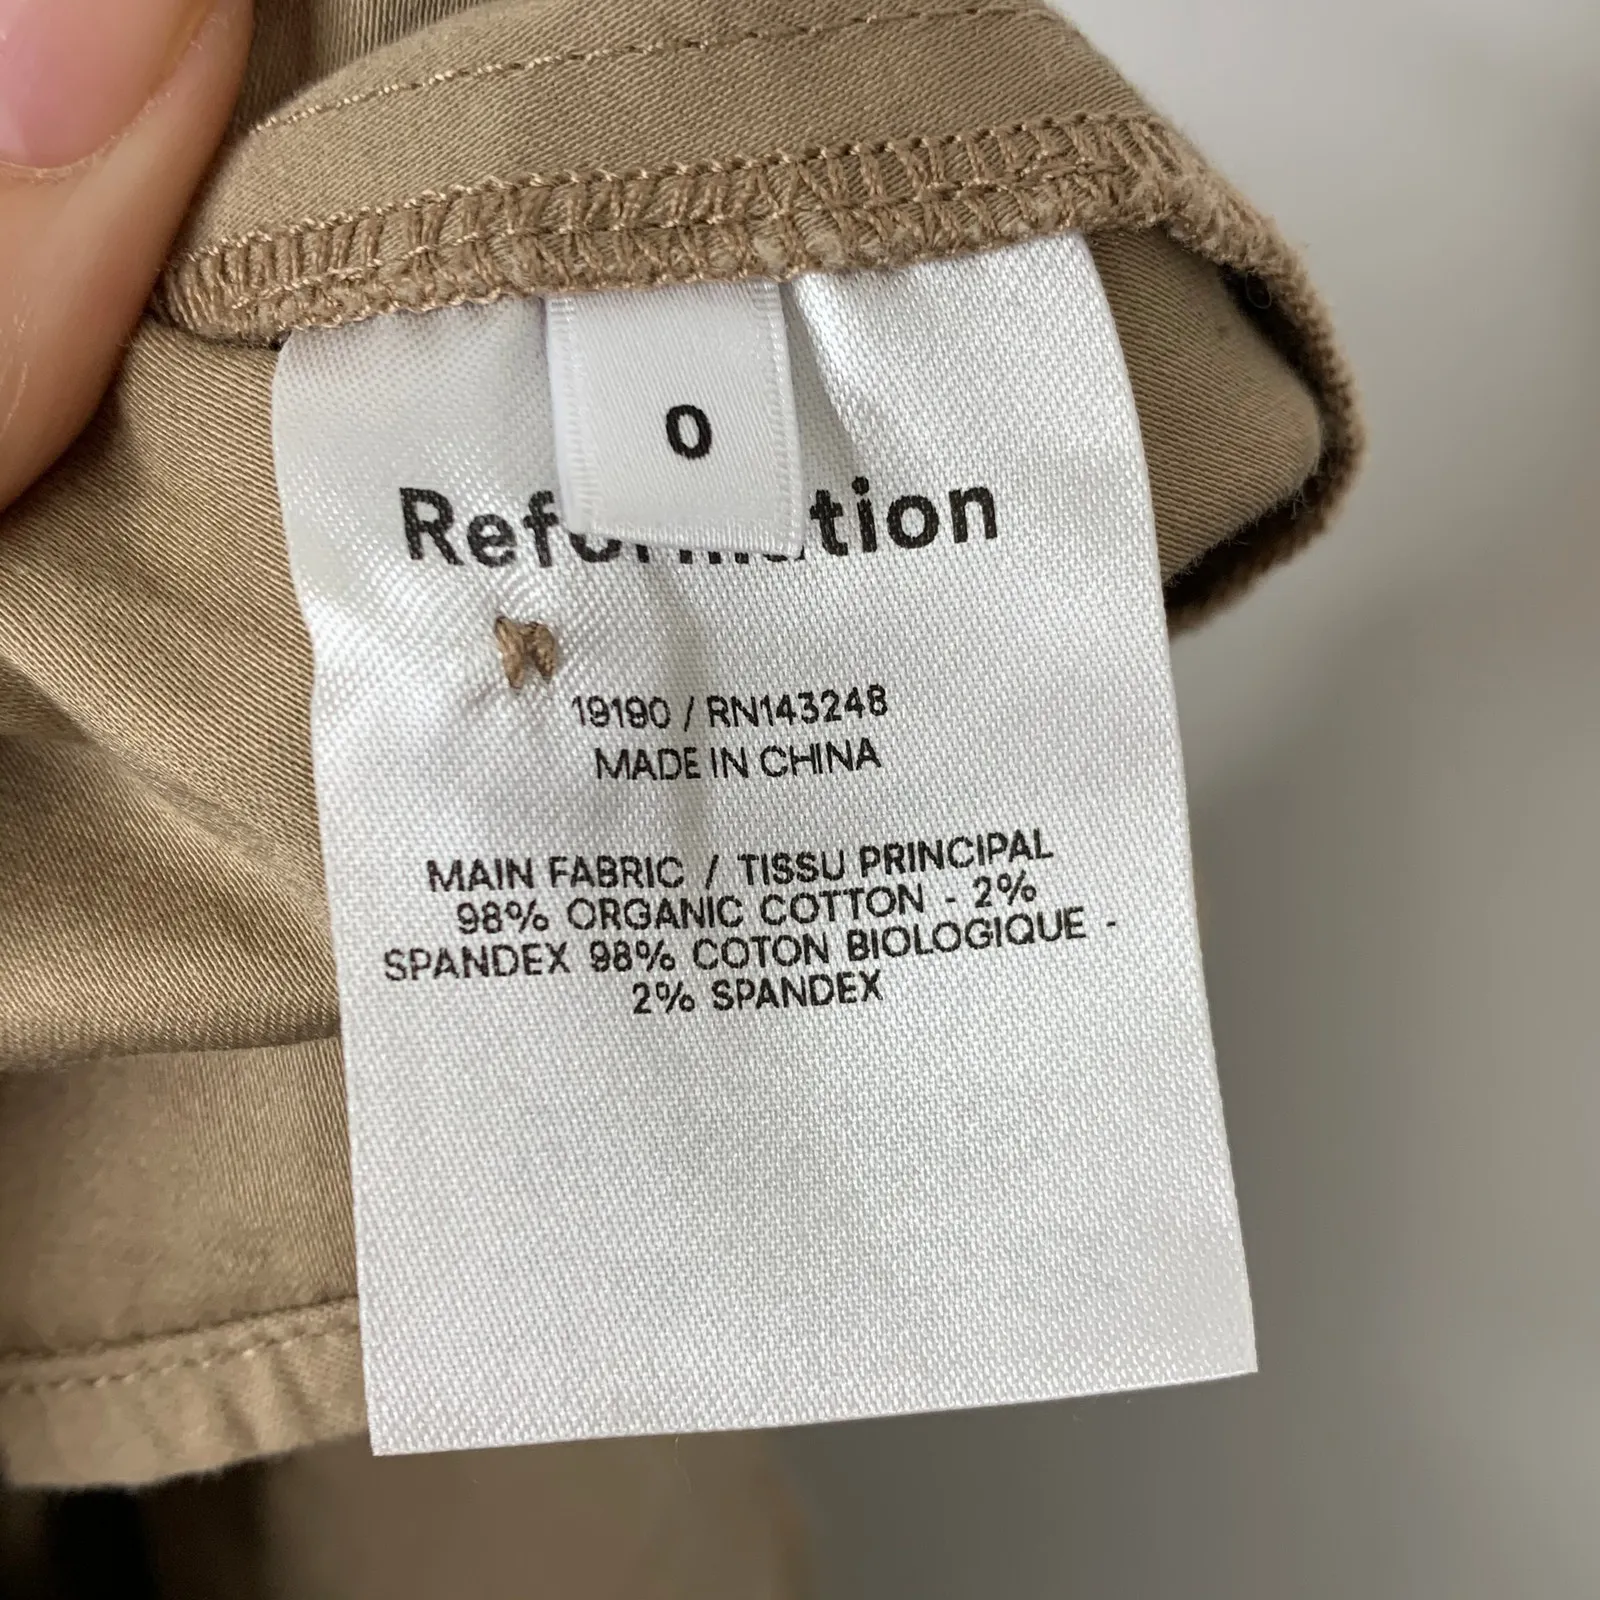 0
Reformation
19190 / RN143248
MADE IN CHINA
MAIN FABRIC / TISSU PRINCIPAL
98% ORGANIC COTTON - 2%
SPANDEX 98% COTON BIOLOGIQUE -
2% SPANDEX